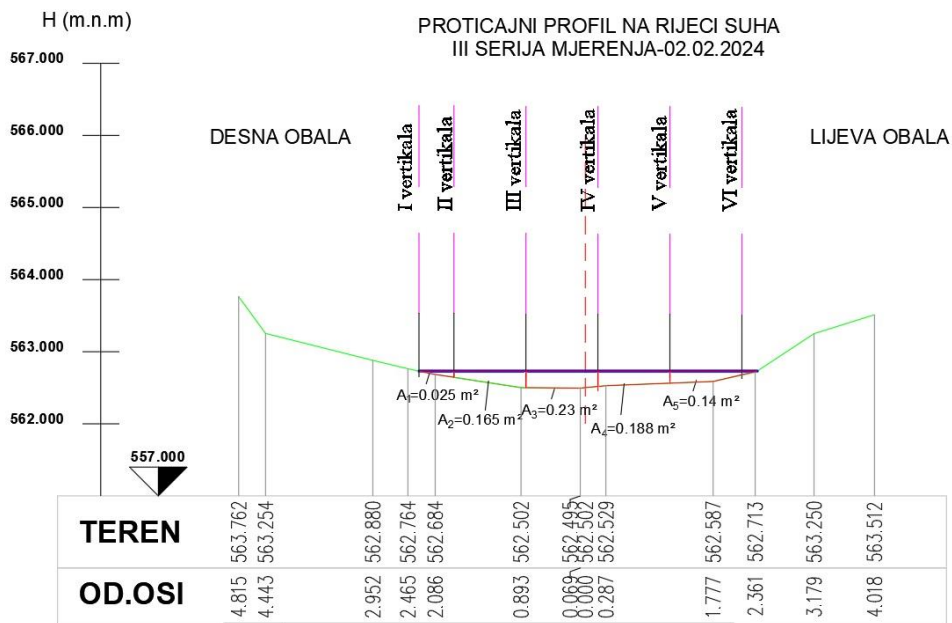 H (m.n.m)
PROTICAJNI PROFIL NA RIJECI SUHA
III SERIJA MJERENJA-02.02.2024
567.000
566.000
565.000
564.000
563.000
562.000
557.000
DESNA OBALA
LIJEVA OBALA
I vertikala
II vertikala
III vertikala
IV vertikala
V vertikala
VI vertikala
A₁=0.025 m²
A₂=0.165 m²
A₃=0.23 m²
A₄=0.188 m²
A₅=0.14 m²
TEREN 563.762 563.254 562.880 562.764 562.684 562.502 562.495 562.502 562.529 562.587 562.713 563.250 563.512
OD.OSI 4.815 4.443 2.952 2.465 2.086 0.893 0.069 0.000 0.287 1.777 2.361 3.179 4.018